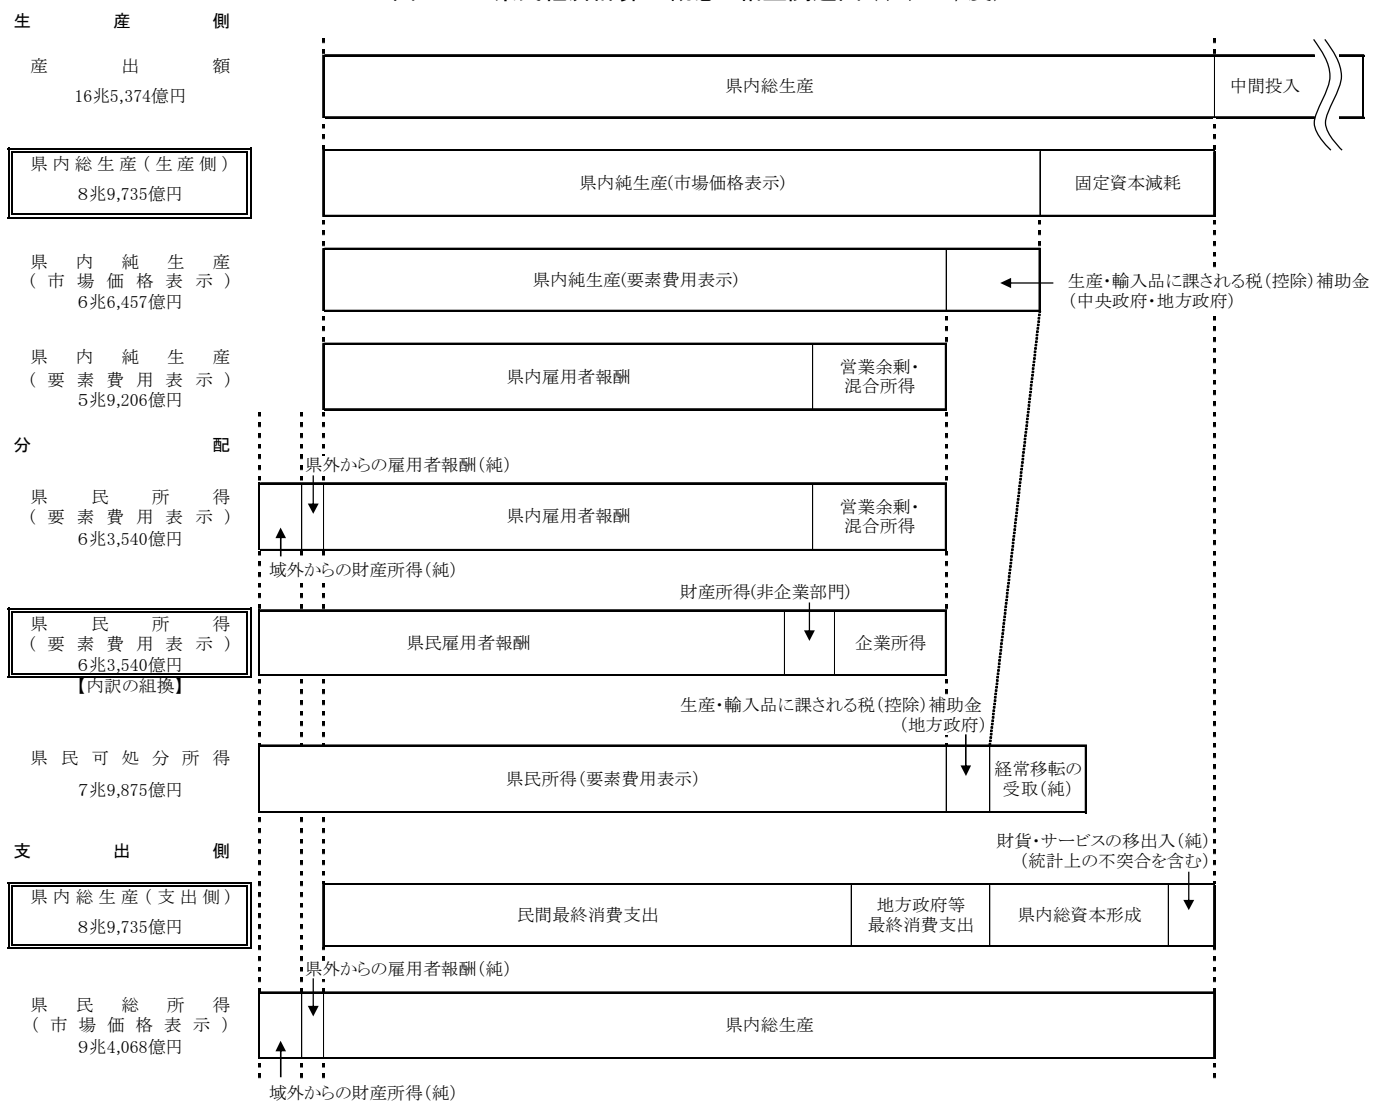 生産側
産出額
16兆5,374億円
県内総生産
中間投入
県内総生産(生産側)
8兆9,735億円
県内純生産(市場価格表示)
固定資本減耗
県内純生産
(市場価格表示)
6兆6,457億円
県内純生産(要素費用表示)
生産・輸入品に課される税(控除)補助金
(中央政府・地方政府)
県内純生産
(要素費用表示)
5兆9,206億円
県内雇用者報酬
営業余剰・
混合所得
分配
県外からの雇用者報酬(純)
県民所得
(要素費用表示)
6兆3,540億円
県内雇用者報酬
営業余剰・
混合所得
域外からの財産所得(純)
財産所得(非企業部門)
県民所得
(要素費用表示)
6兆3,540億円
【内訳の組換】
県民雇用者報酬
企業所得
生産・輸入品に課される税(控除)補助金
(地方政府)
県民可処分所得
7兆9,875億円
県民所得(要素費用表示)
経常移転の
受取(純)
支出側
財貨・サービスの移出入(純)
(統計上の不突合を含む)
県内総生産(支出側)
8兆9,735億円
民間最終消費支出
地方政府等
最終消費支出
県内総資本形成
県外からの雇用者報酬(純)
県民総所得
(市場価格表示)
9兆4,068億円
県内総生産
域外からの財産所得(純)